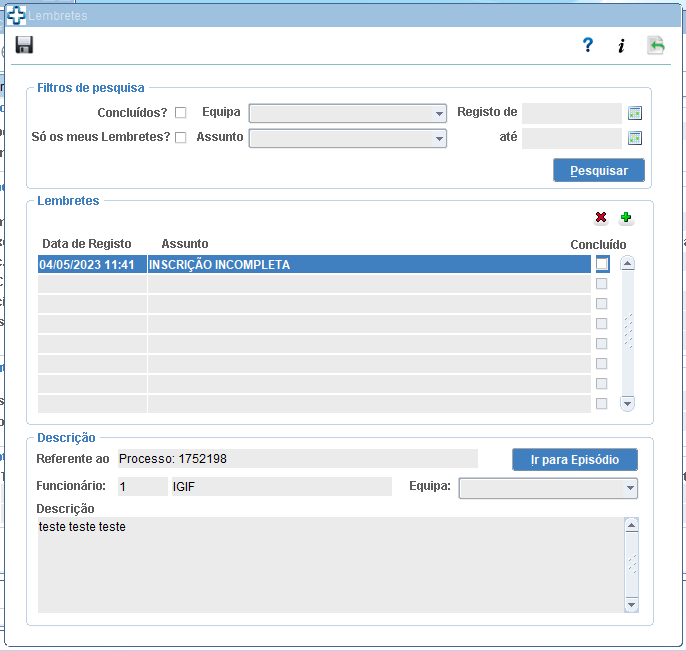 Lembretes
Filtros de pesquisa
Concluídos? Equipa Registo de
Só os meus Lembretes? Assunto até
Pesquisar
Lembretes
Data de Registo Assunto Concluído
04/05/2023 11:41 INSCRIÇÃO INCOMPLETA
Descrição
Referente ao Processo: 1752198 Ir para Episódio
Funcionário: 1 IGIF Equipa:
Descrição
teste teste teste